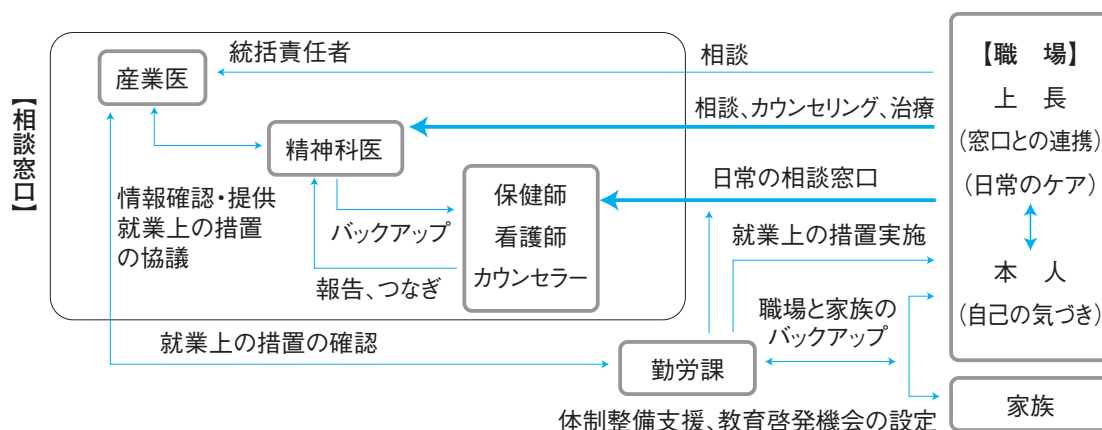 【相談窓口】
統括責任者
産業医
精神科医
情報確認・提供
就業上の措置
の協議
バックアップ
報告、つなぎ
保健師
看護師
カウンセラー
相談
相談、カウンセリング、治療
日常の相談窓口
就業上の措置実施
職場と家族の
バックアップ
就業上の措置の確認
勤労課
体制整備支援、教育啓発機会の設定
【職　場】
上　長
(窓口との連携)
(日常のケア)
本　人
(自己の気づき)
家族